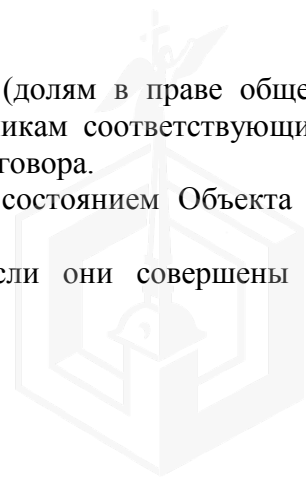 (долям в праве обще
икам соответствующи
говора.
состоянием Объекта
сли они совершены